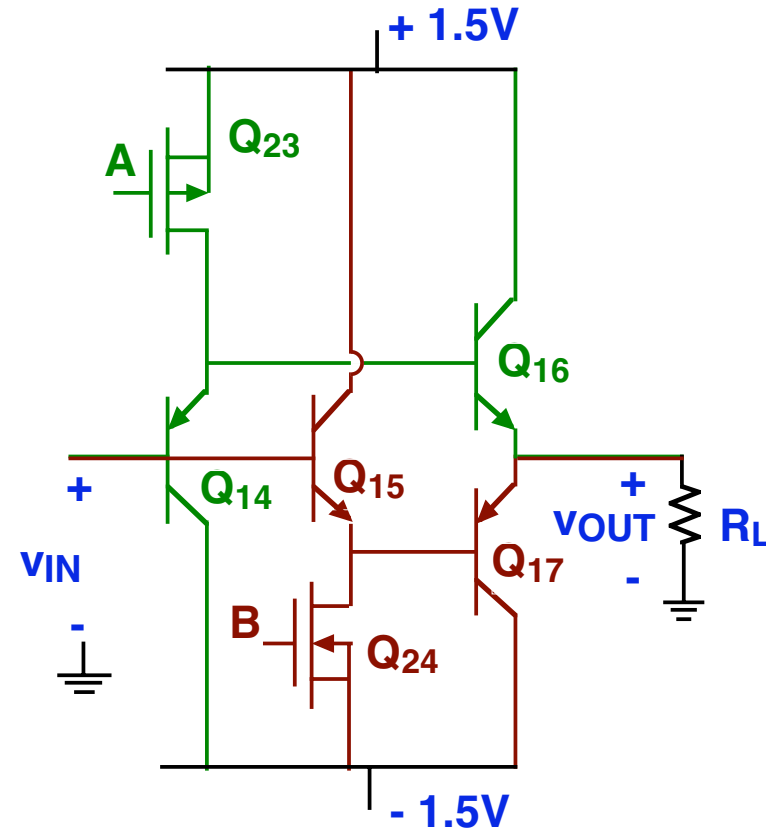 + 1.5V
A
Q23
Q16
+
Q14
Q15
+
vOUT
RL
vIN
Q17
-
-
B
Q24
- 1.5V